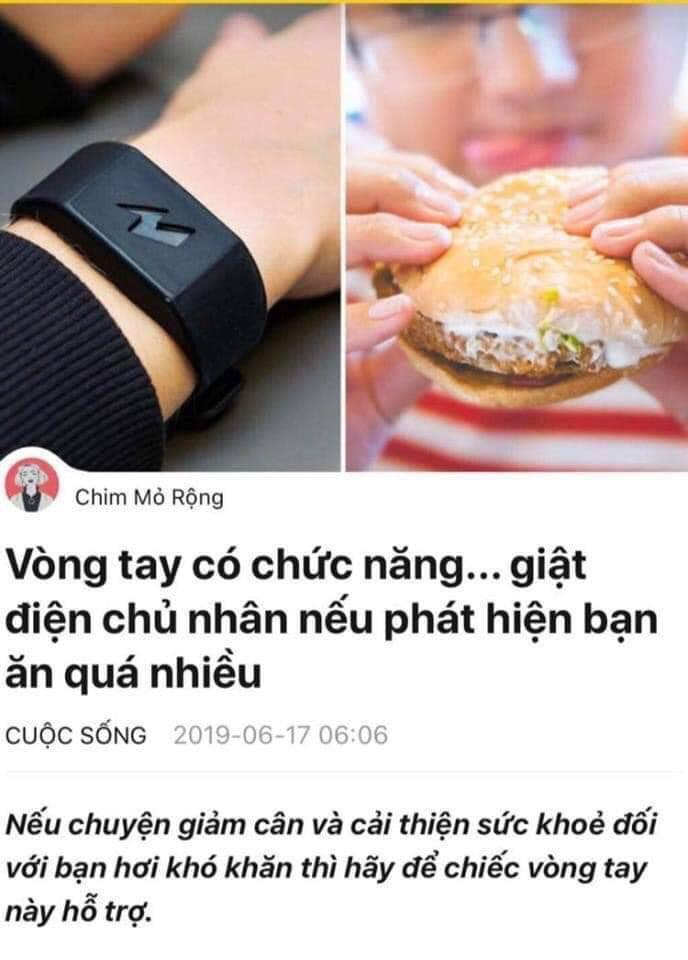 Chim Mỏ Rộng
Vòng tay có chức năng... giật
điện chủ nhân nếu phát hiện bạn
ăn quá nhiều
CUỘC SỐNG 2019-06-17 06:06
Nếu chuyện giảm cân và cải thiện sức khoẻ đối
với bạn hơi khó khăn thì hãy để chiếc vòng tay
này hỗ trợ.